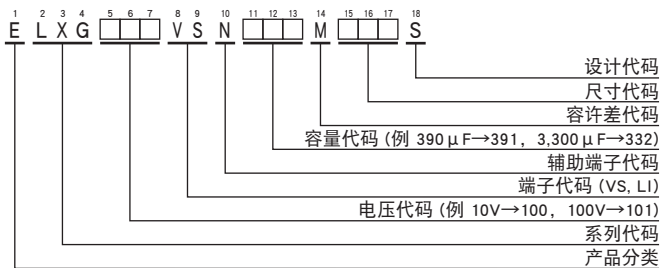 1 2 3 4 5 6 7 8 9 10 11 12 13 14 15 16 17 18
E L X G □□□ V S N □□□ M □□□ S
设计代码
尺寸代码
容许差代码
容量代码 (例 390μF→391, 3,300μF→332)
辅助端子代码
端子代码 (VS, LI)
电压代码 (例 10V→100, 100V→101)
系列代码
产品分类